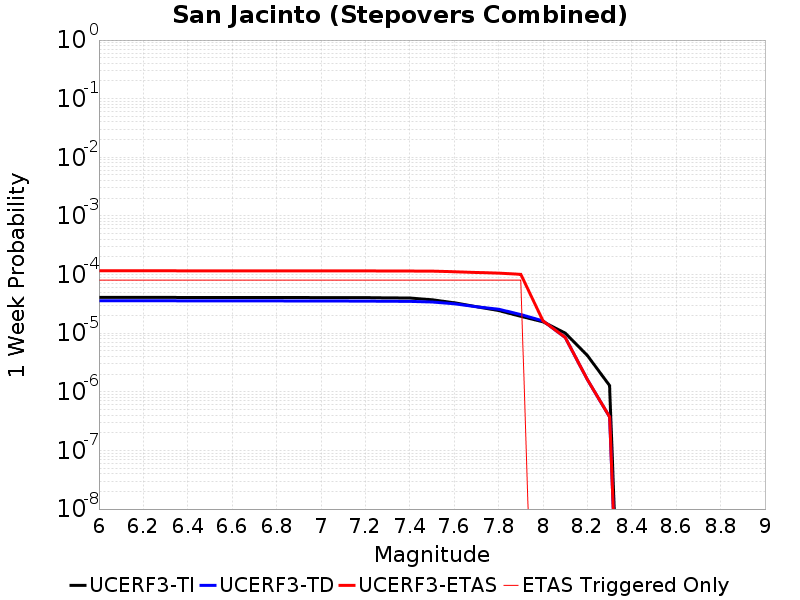 San Jacinto (Stepovers Combined)
10^0
10^-1
10^-2
10^-3
10^-4
10^-5
10^-6
10^-7
10^-8
1 Week Probability
6 6.2 6.4 6.6 6.8 7 7.2 7.4 7.6 7.8 8 8.2 8.4 8.6 8.8 9
Magnitude
UCERF3-TI UCERF3-TD UCERF3-ETAS ETAS Triggered Only